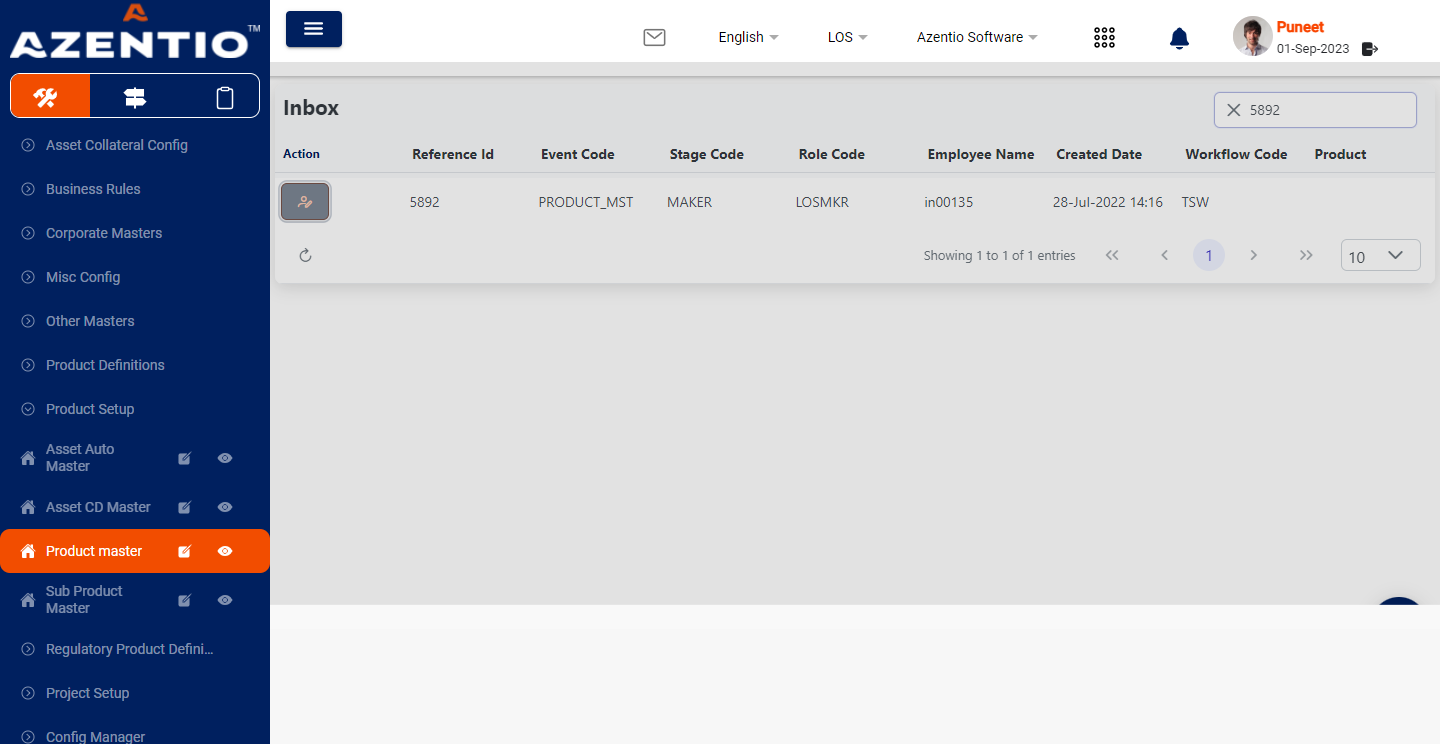 AZENTIO™
English
LOS
Azentio Software
Puneet
01-Sep-2023
Asset Collateral Config
Business Rules
Corporate Masters
Misc Config
Other Masters
Product Definitions
Product Setup
Asset Auto
Master
Asset CD Master
Product master
Sub Product
Master
Regulatory Product Defini...
Project Setup
Config Manager
Inbox
5892
Action Reference Id Event Code Stage Code Role Code Employee Name Created Date Workflow Code Product
5892 PRODUCT_MST MAKER LOSMKR in00135 28-Jul-2022 14:16 TSW
Showing 1 to 1 of 1 entries
1
10